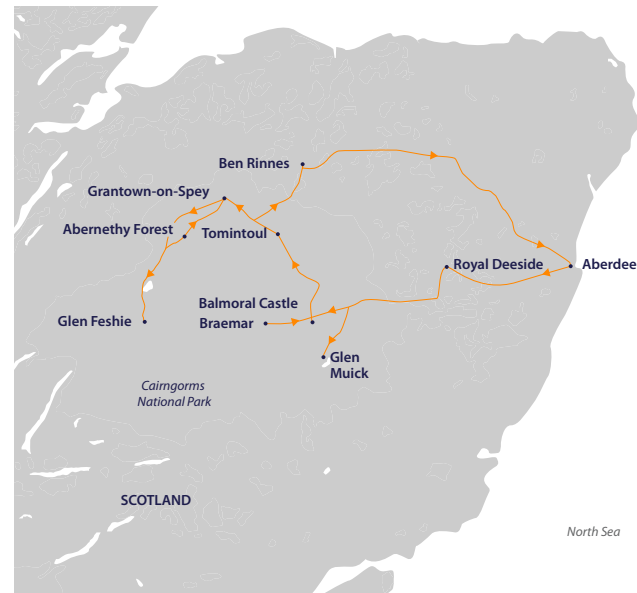 Ben Rinnes
Grantown-on-Spey
Abernethy Forest
Tomintoul
Royal Deeside
Aberdee
Balmoral Castle
Glen Feshie
Braemar
Glen
Muick
Cairngorms
National Park
SCOTLAND
North Sea